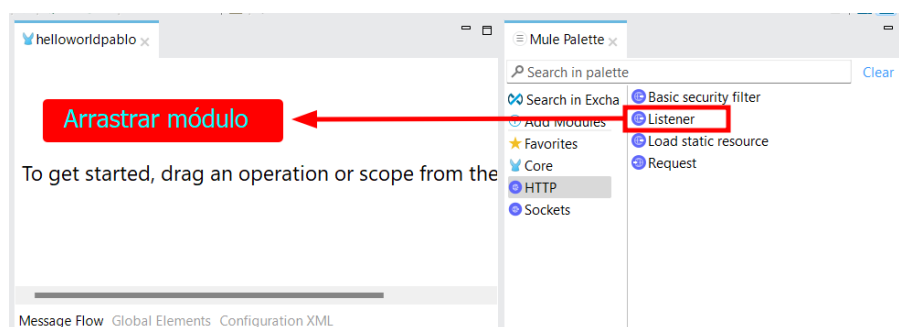 helloworldpablo
Arrastrar módulo
To get started, drag an operation or scope from the
Message Flow Global Elements Configuration XML
Mule Palette
Search in palette
Clear
Search in Excha
Add Modules
Favorites
Core
HTTP
Sockets
Basic security filter
Listener
Load static resource
Request